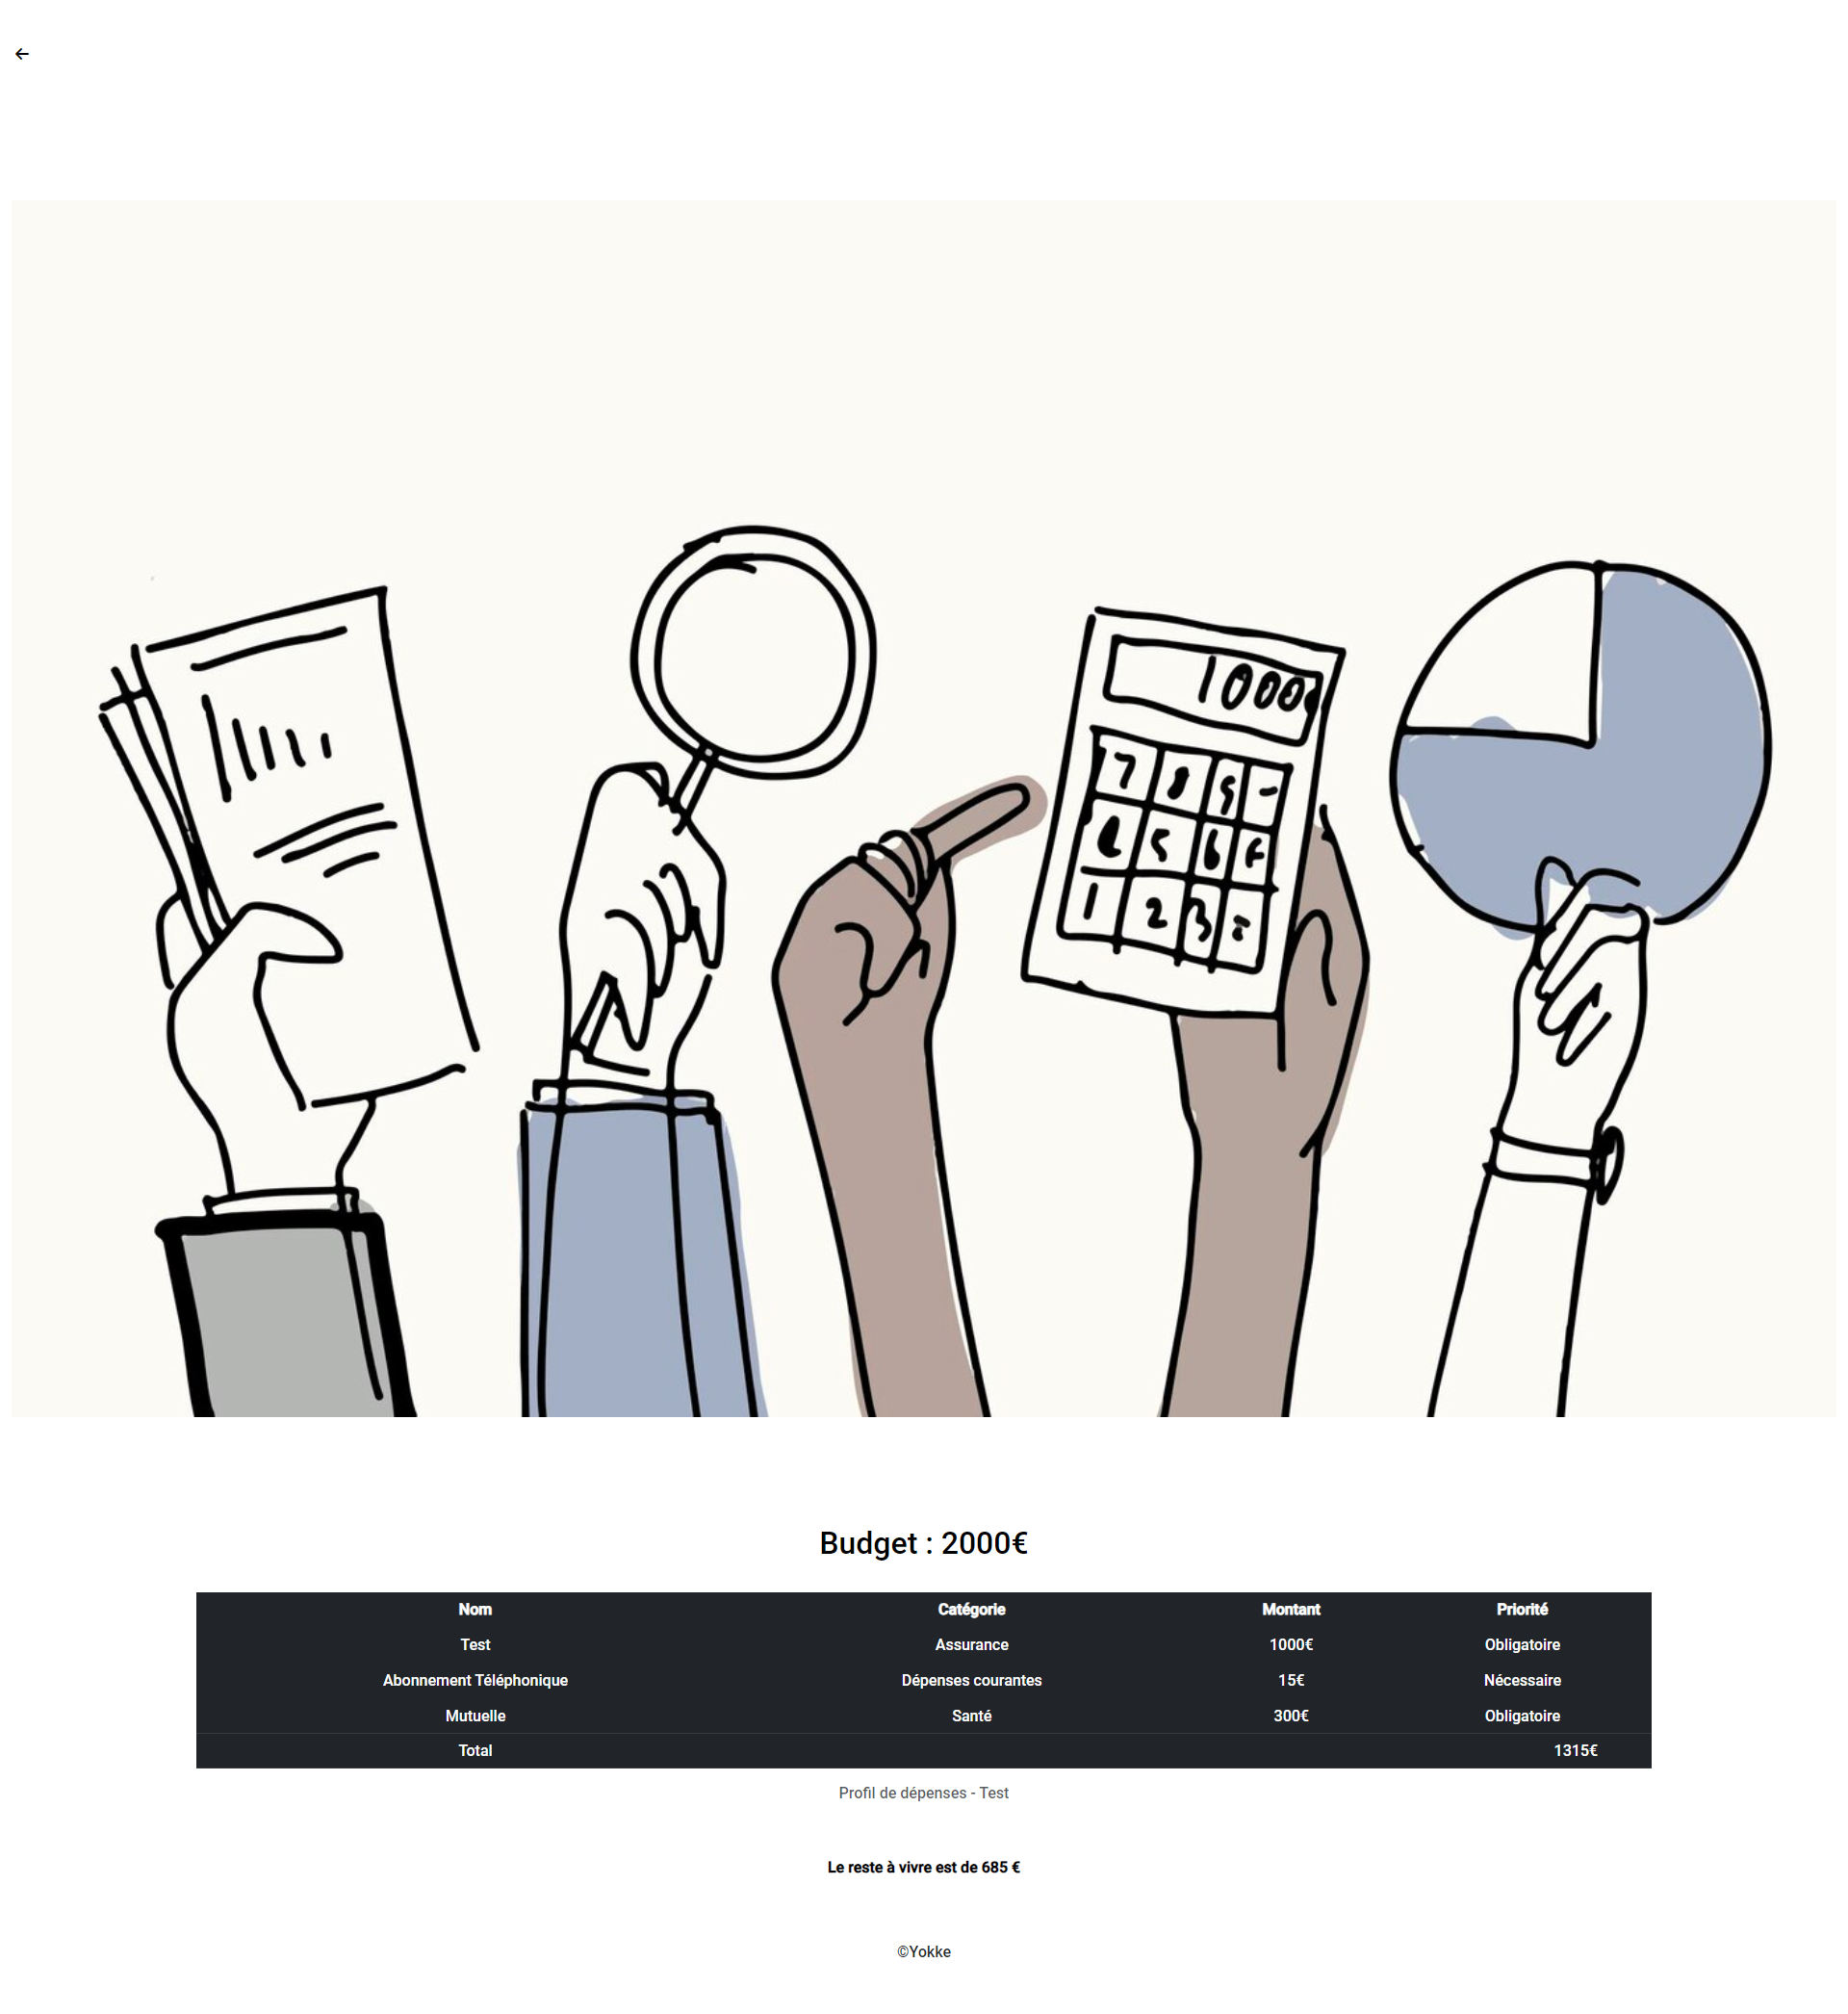 1000
7 8 9 -
5 6
1 2 3 =
Budget : 2000€
Nom Catégorie Montant Priorité
Test Assurance 1000€ Obligatoire
Abonnement Téléphonique Dépenses courantes 15€ Nécessaire
Mutuelle Santé 300€ Obligatoire
Total 1315€
Profil de dépenses - Test
Le reste à vivre est de 685 €
©Yokke